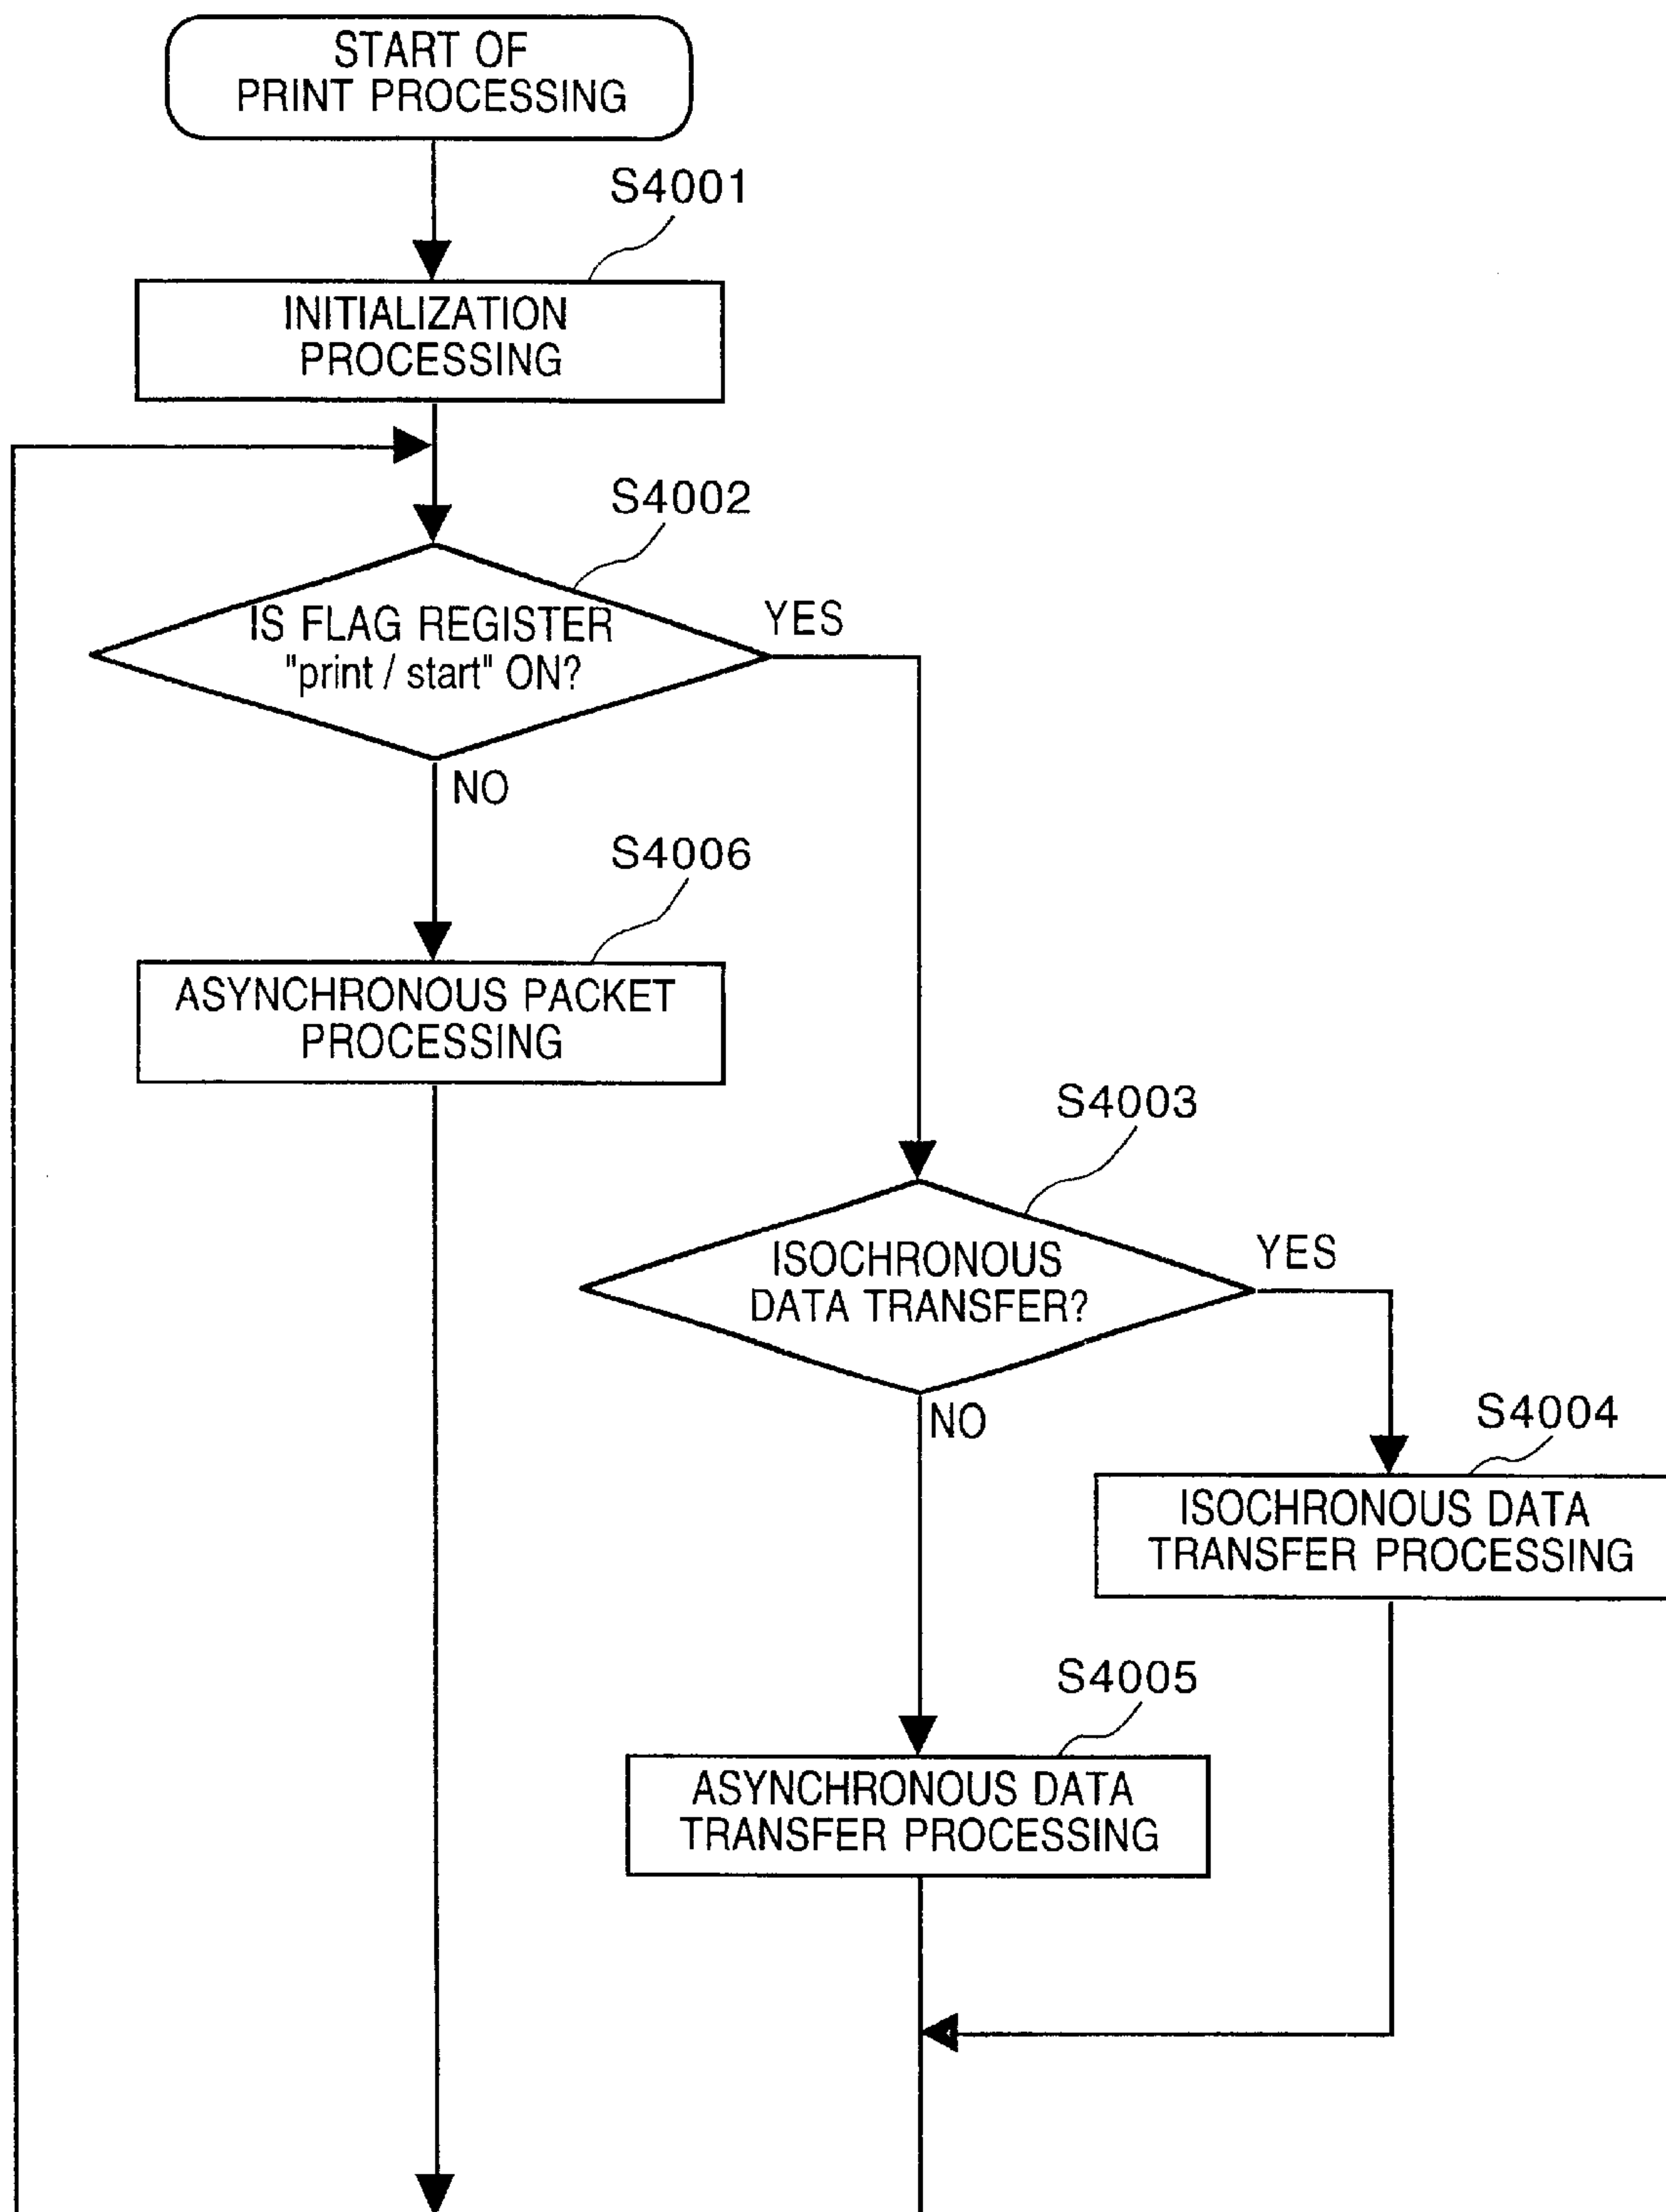 START OF
PRINT PROCESSING
S4001
INITIALIZATION
PROCESSING
S4002
IS FLAG REGISTER
"print / start" ON?
YES
NO
S4006
ASYNCHRONOUS PACKET
PROCESSING
S4003
ISOCHRONOUS
DATA TRANSFER?
YES
NO
S4004
ISOCHRONOUS DATA
TRANSFER PROCESSING
S4005
ASYNCHRONOUS DATA
TRANSFER PROCESSING